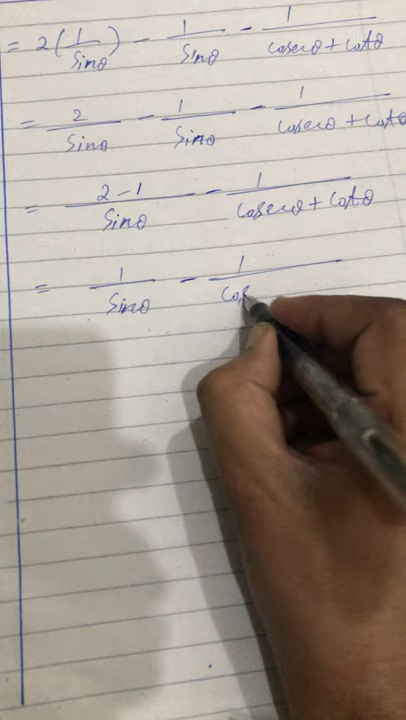 = 2(1/sinθ) - 1/sinθ - 1/cosecθ + cotθ
= 2/sinθ - 1/sinθ - 1/cosecθ + cotθ
= 2-1/sinθ - 1/cosecθ + cotθ
= 1/sinθ - 1/cos